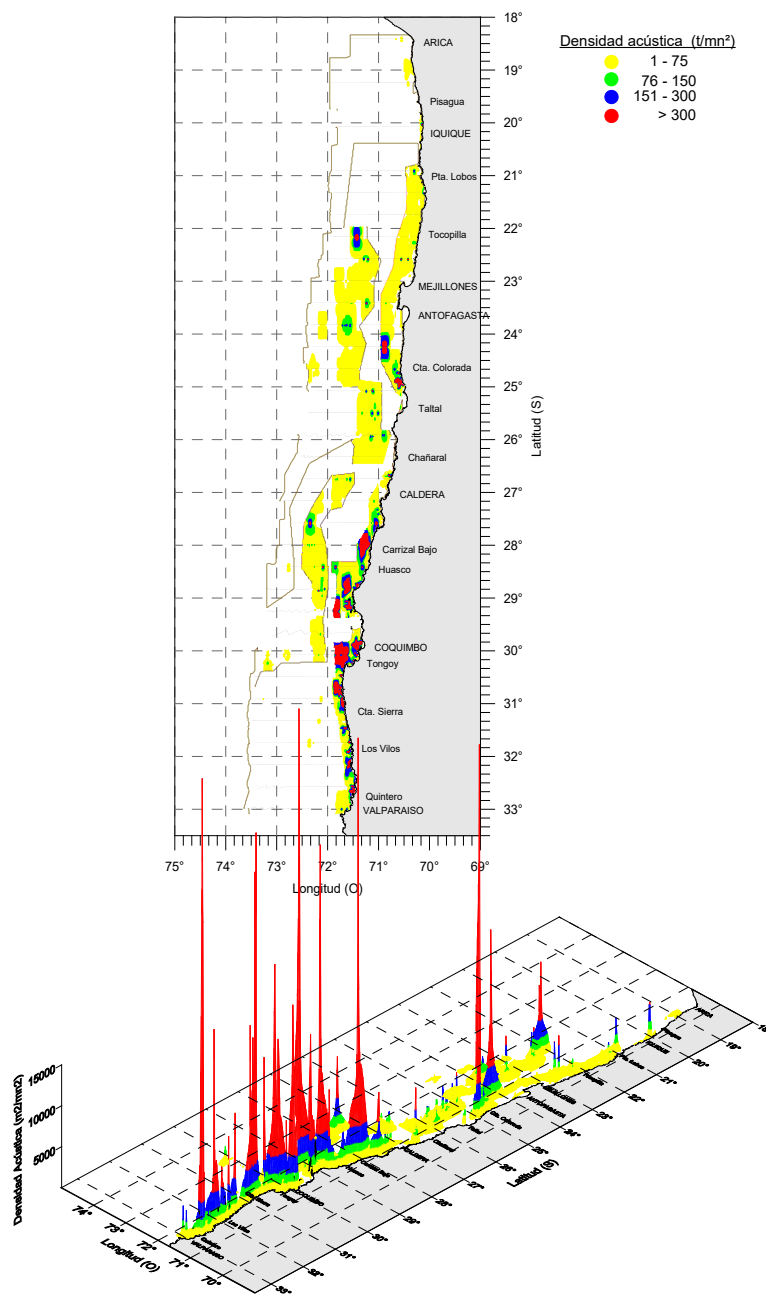 Densidad acústica (t/mn²)
1 - 75
76 - 150
151 - 300
> 300
18°
ARICA
19°
Pisagua
20°
IQUIQUE
21°
Pta. Lobos
22°
Tocopilla
23°
MEJILLONES
ANTOFAGASTA
24°
Cta. Colorada
25°
Taltal
Latitud (S)
26°
Chañaral
27°
CALDERA
28°
Carrizal Bajo
Huasco
29°
30°
COQUIMBO
Tongoy
31°
Cta. Sierra
Los Vilos
32°
Quintero
33°
VALPARAISO
75° 74° 73° 72° 71° 70° 69°
Longitud (O)
15000
10000
5000
Densidad Acústica (m2/mn2)
74°
73°
72°
71°
70°
Longitud (O)
33°
32°
31°
30°
29°
28°
27°
26°
25°
24°
23°
22°
21°
20°
19°
Latitud (S)
Los Vilos